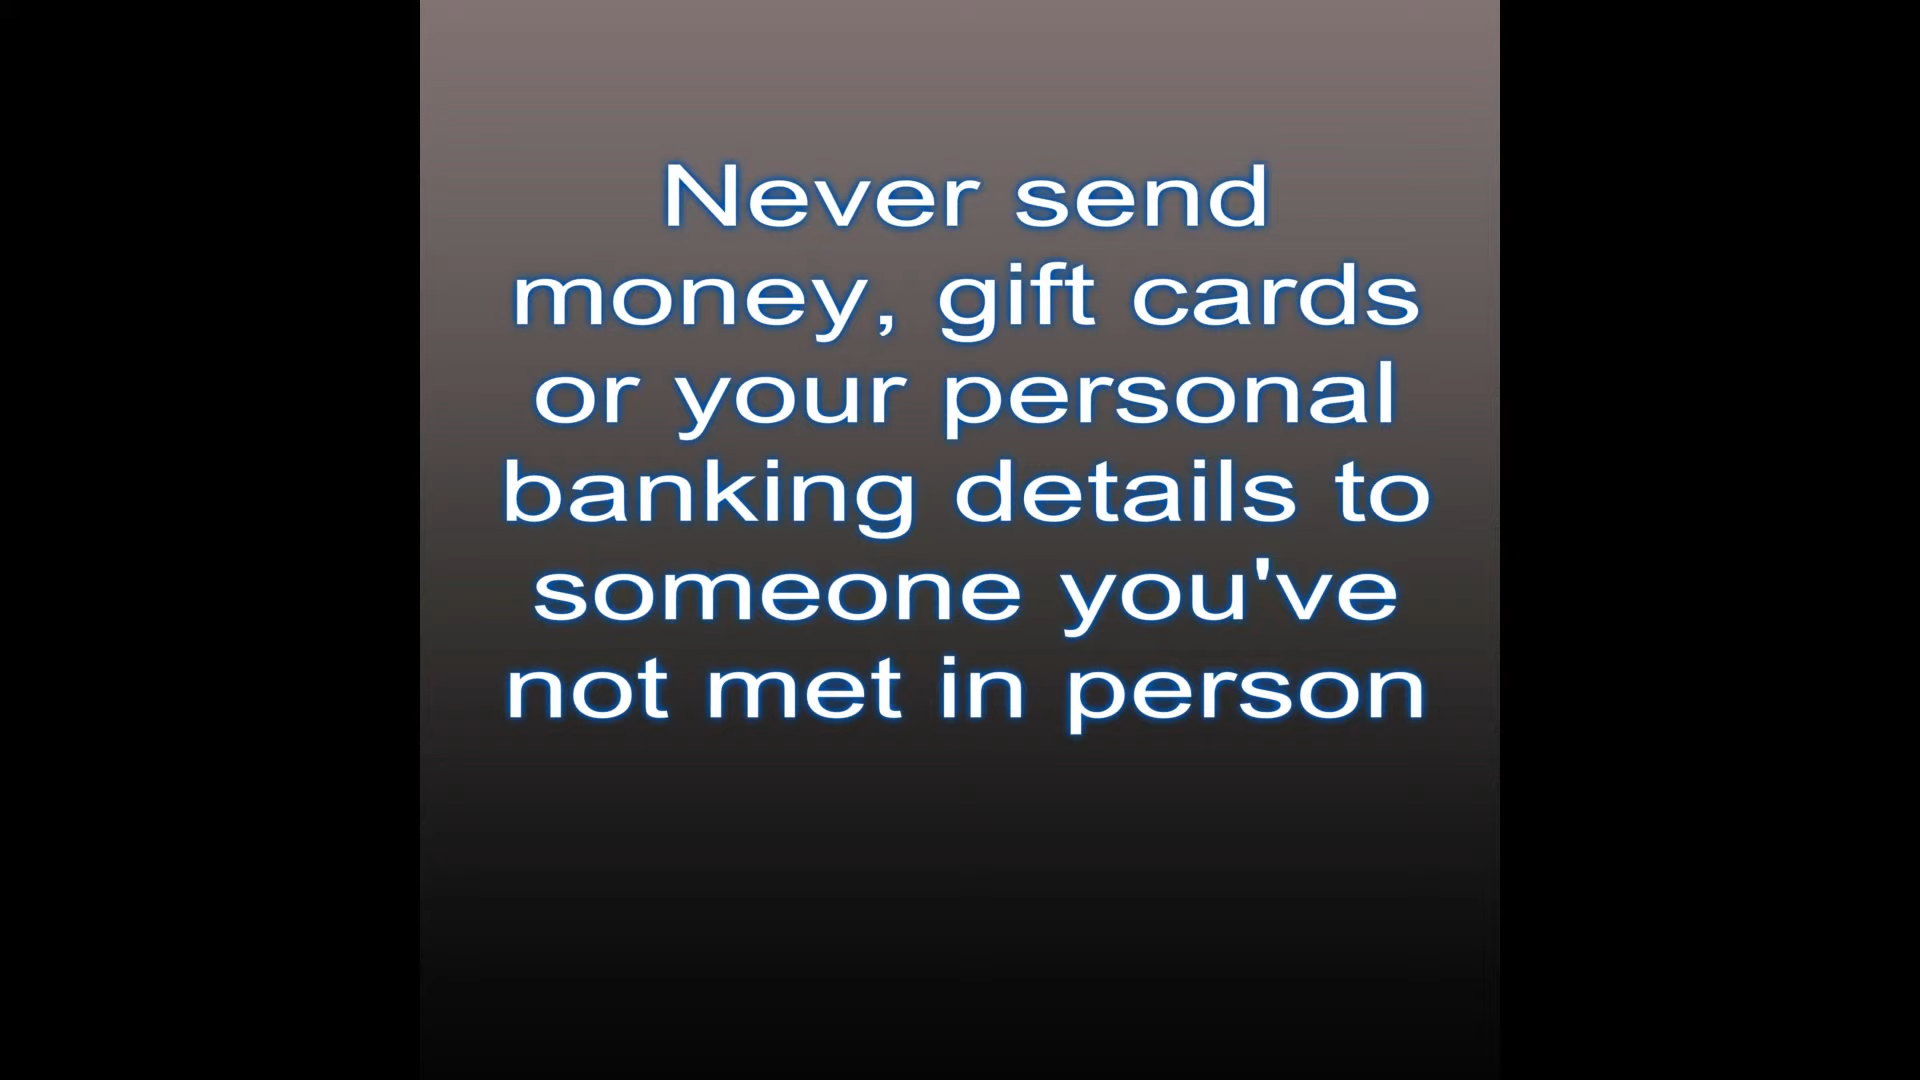 Never send
money, gift cards
or your personal
banking details to
someone you've
not met in person